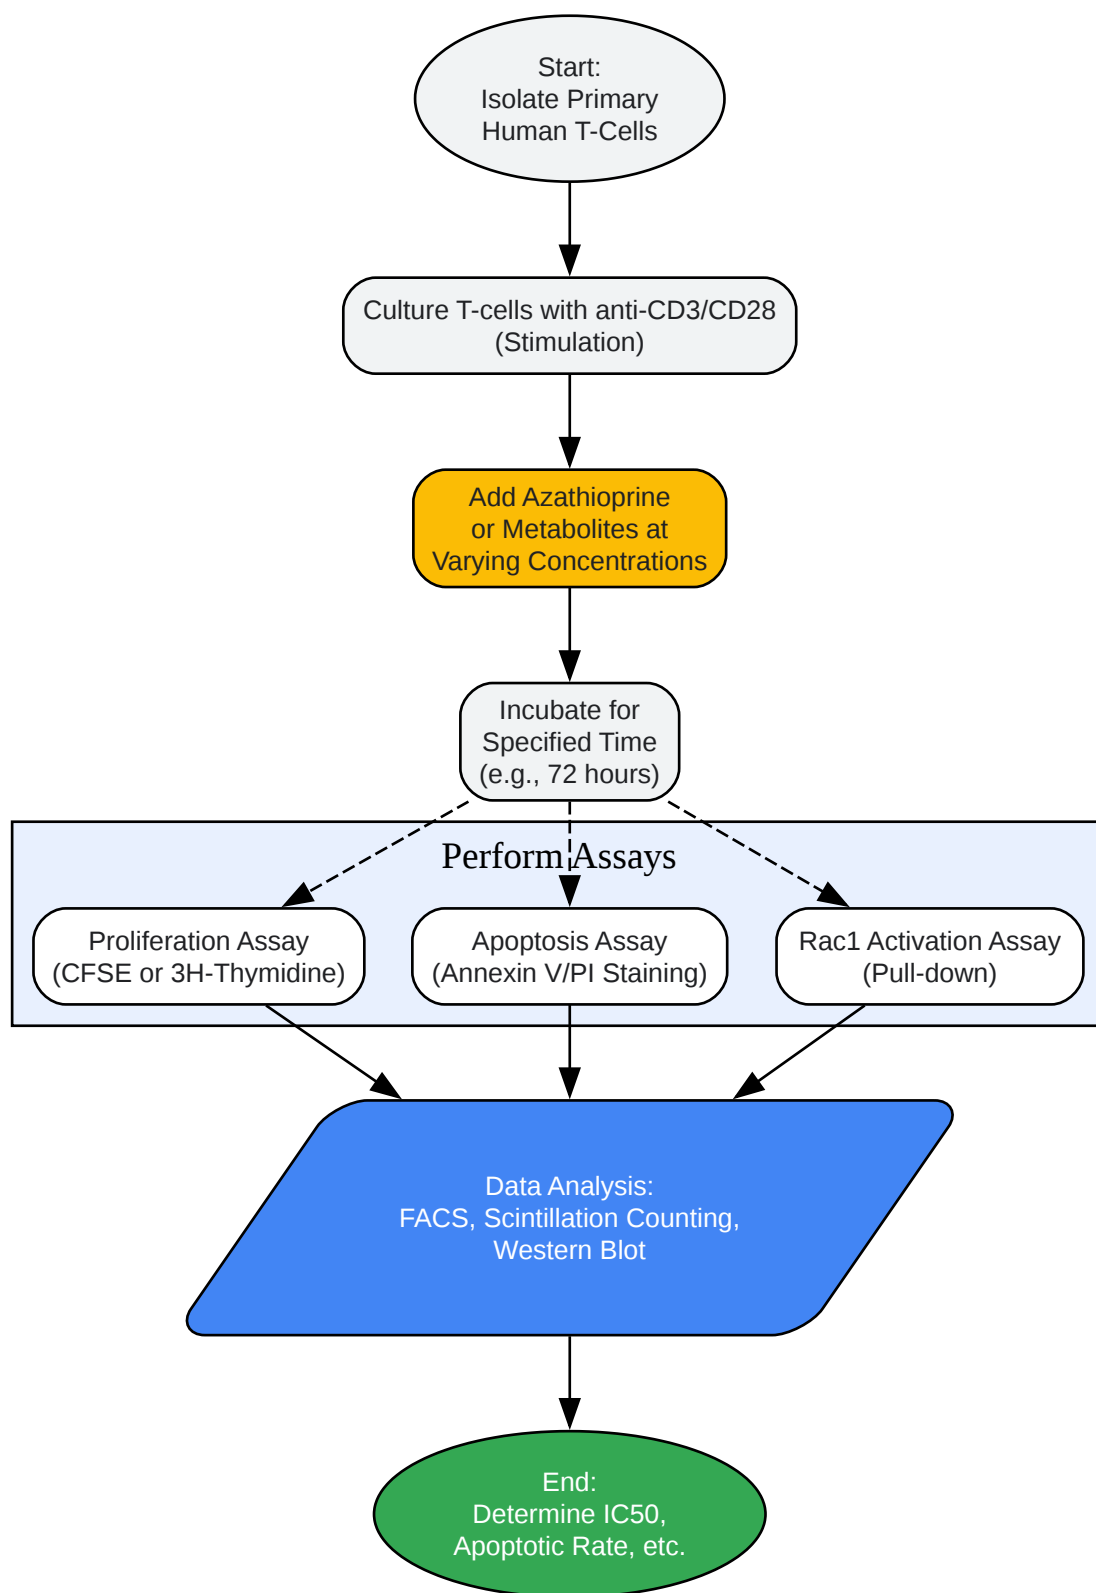 Start:
Isolate Primary
Human T-Cells
Culture T-cells with anti-CD3/CD28
(Stimulation)
Add Azathioprine
or Metabolites at
Varying Concentrations
Incubate for
Specified Time
(e.g., 72 hours)
Perform Assays
Proliferation Assay
(CFSE or 3H-Thymidine)
Apoptosis Assay
(Annexin V/PI Staining)
Rac1 Activation Assay
(Pull-down)
Data Analysis:
FACS, Scintillation Counting,
Western Blot
End:
Determine IC50,
Apoptotic Rate, etc.